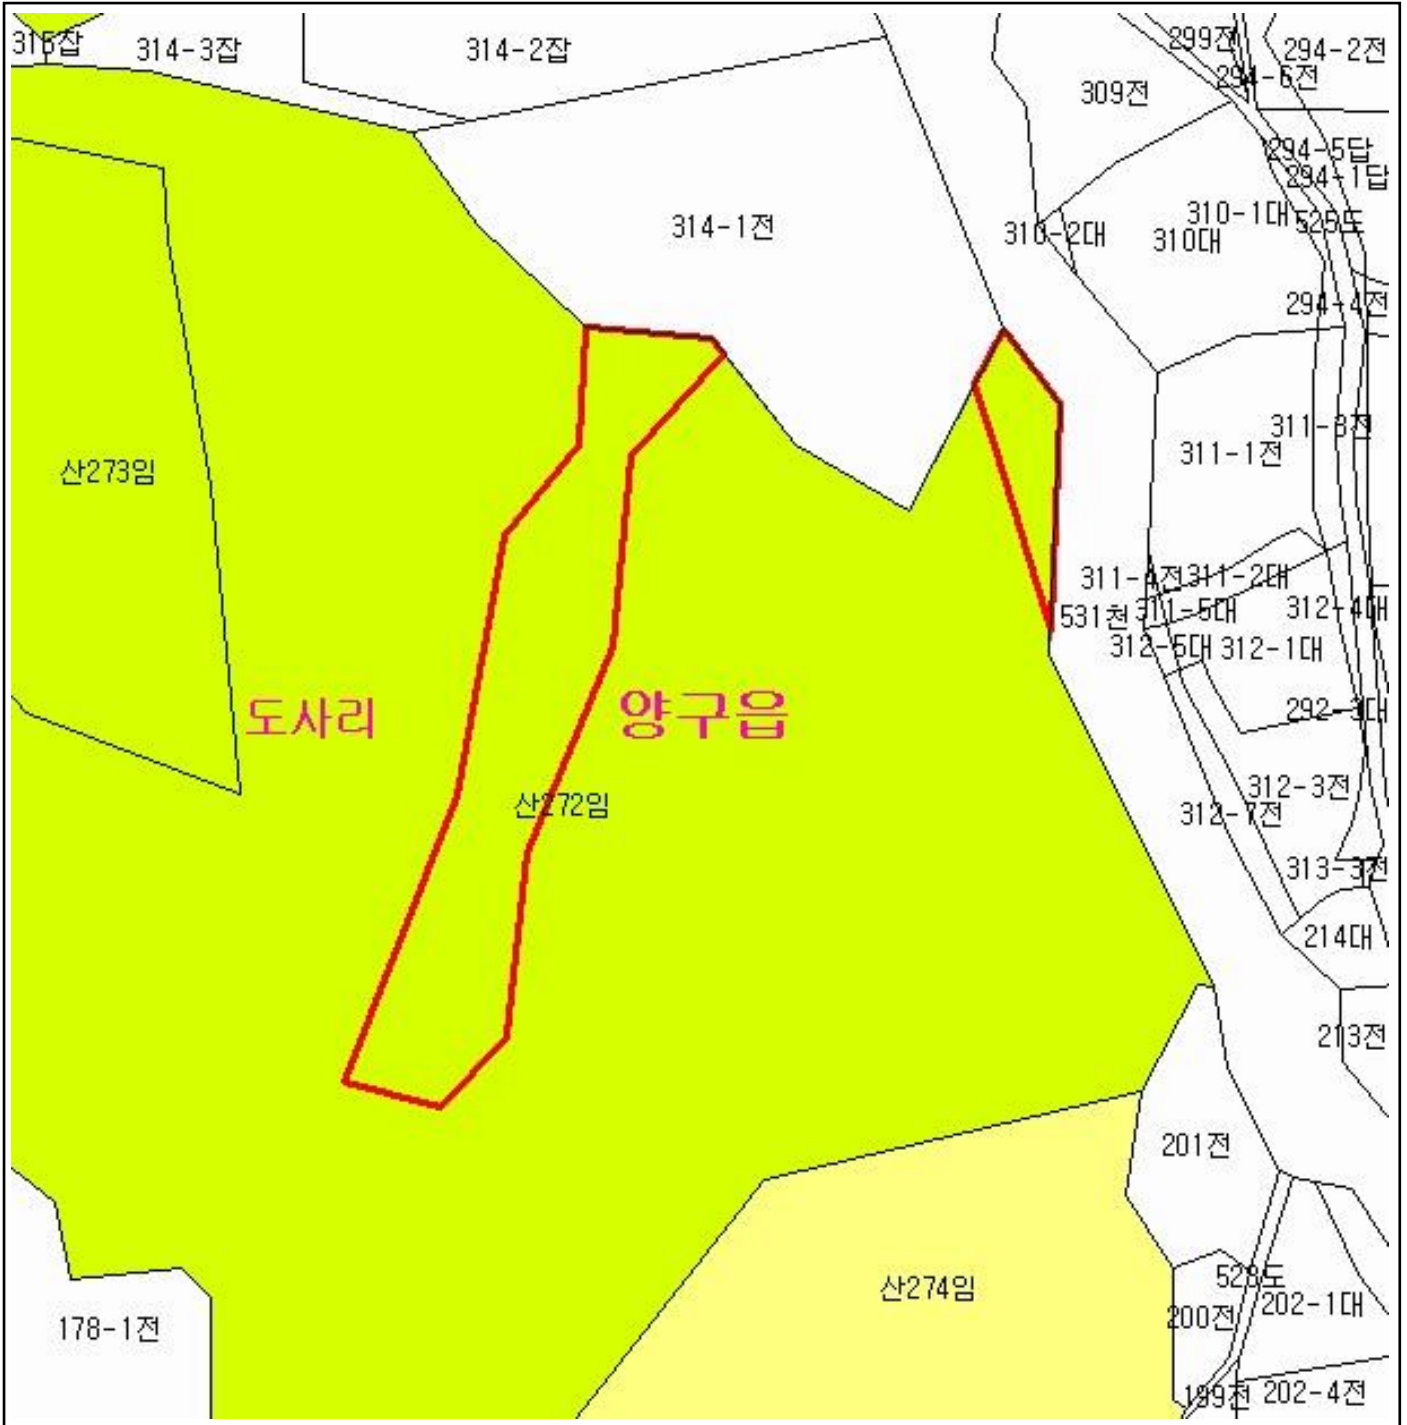 315잡
314-3잡
314-2잡
299전
294-2전
294-6전
309전
294-5답
294-1답
310-1대
525도
314-1전
310-2대
310대
294-4전
311-3전
311-1전
산273임
311-4전
311-2대
312-4대
531천
311-5대
312-5대
312-1대
도사리
양구읍
292-3대
312-3전
산272임
312-7전
313-3전
214대
213전
201전
528도
산274임
202-1대
200전
178-1전
199전
202-4전